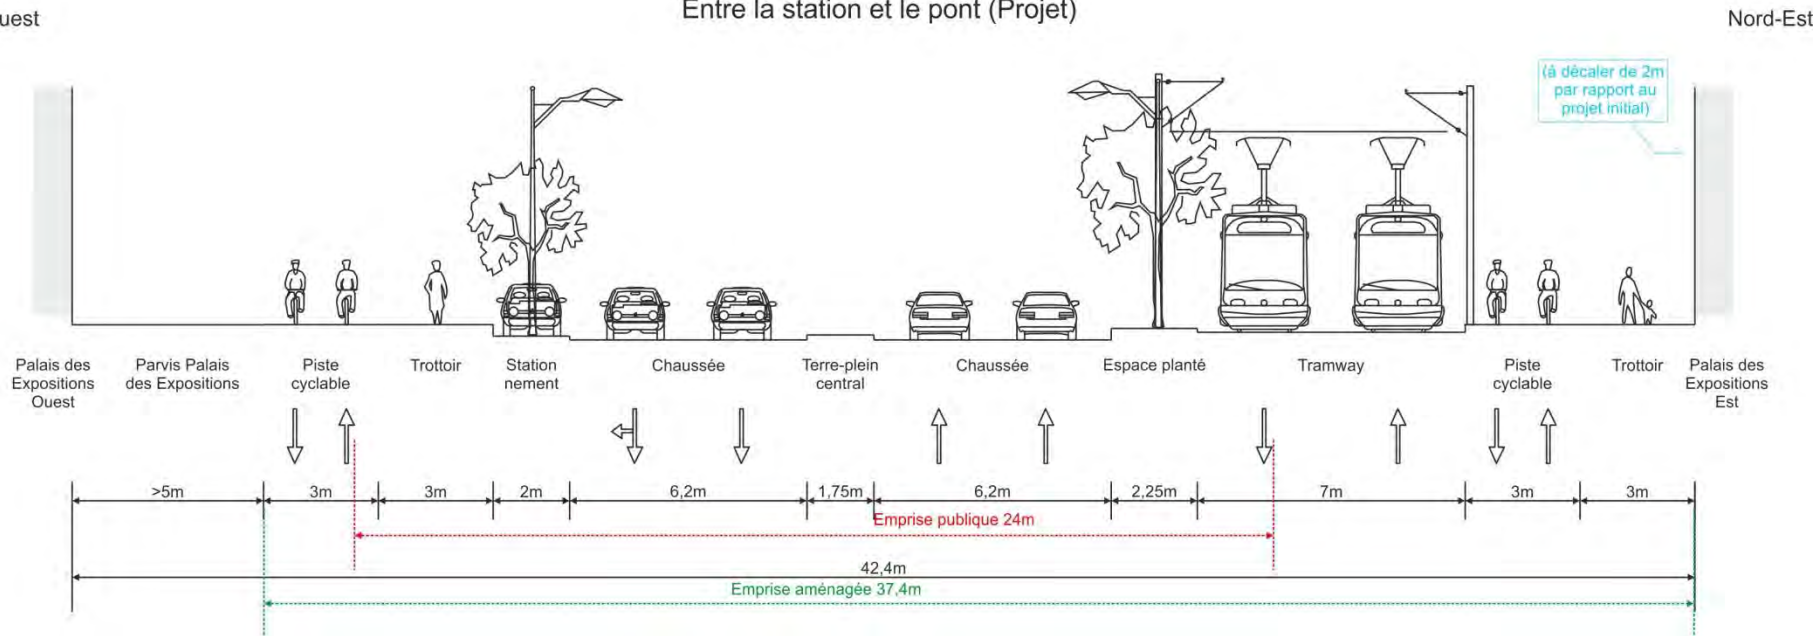 uest
Entre la station et le pont (Projet)
Nord-Est
(à décaler de 2m
par rapport au
projet initial)
Palais des
Expositions
Ouest
Parvis Palais
des Expositions
Piste
cyclable
Trottoir
Station
nement
Chaussée
Terre-plein
central
Chaussée
Espace planté
Tramway
Piste
cyclable
Trottoir
Palais des
Expositions
Est
>5m
3m
3m
2m
6,2m
1,75m
6,2m
2,25m
7m
3m
3m
Emprise publique 24m
42,4m
Emprise aménagée 37,4m